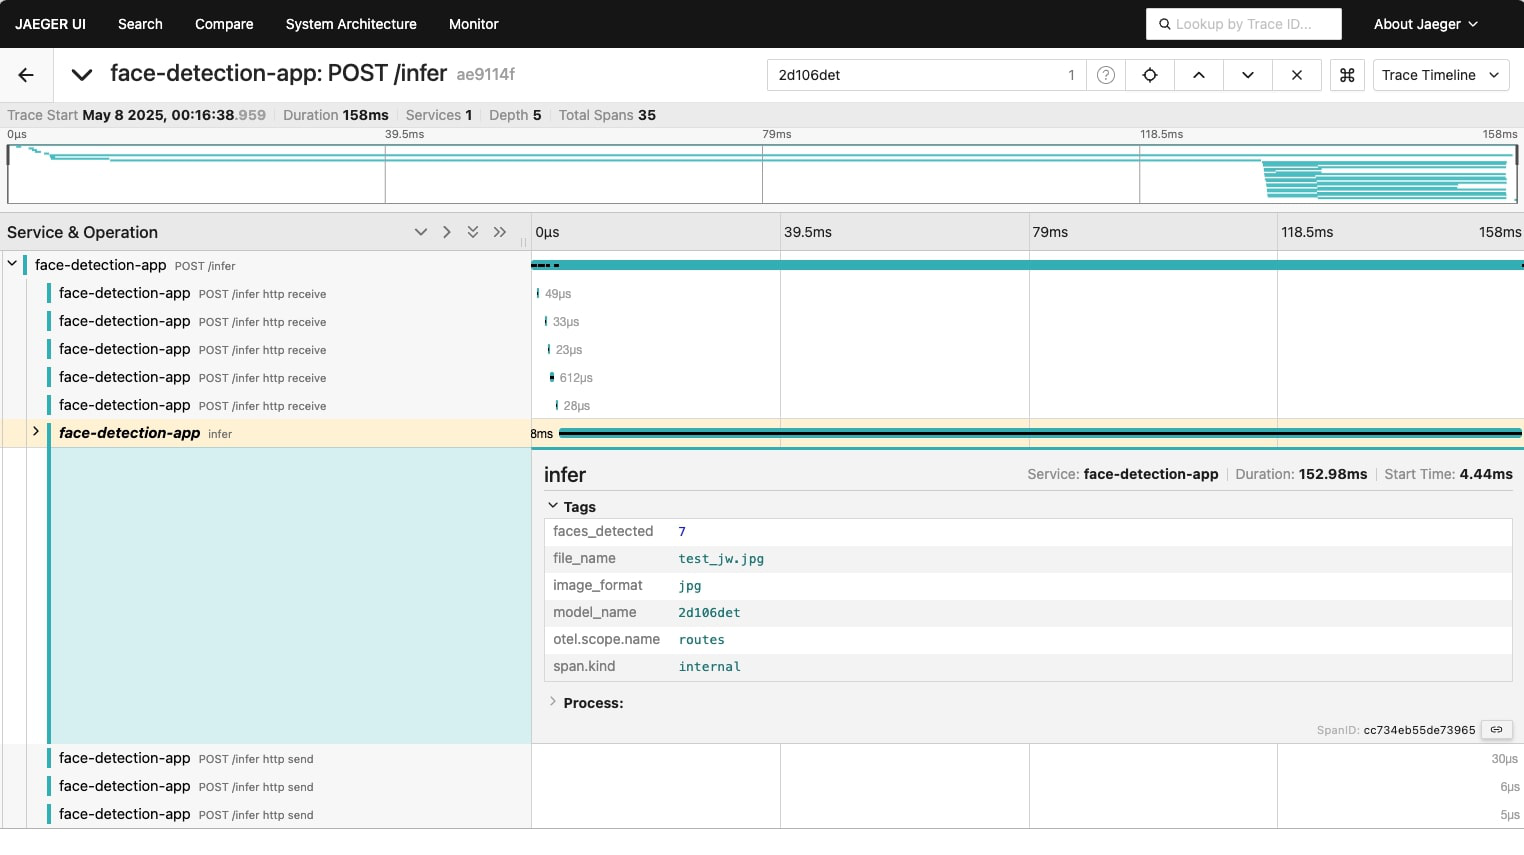 JAEGER UI Search Compare System Architecture Monitor Lookup by Trace ID... About Jaeger
face-detection-app: POST /infer ae9114f 2d106det 1 ? ⌘ Trace Timeline
Trace Start May 8 2025, 00:16:38.959 Duration 158ms Services 1 Depth 5 Total Spans 35
0μs 39.5ms 79ms 118.5ms 158ms
Service & Operation 0μs 39.5ms 79ms 118.5ms 158ms
face-detection-app POST /infer
face-detection-app POST /infer http receive 49μs
face-detection-app POST /infer http receive 33μs
face-detection-app POST /infer http receive 23μs
face-detection-app POST /infer http receive 612μs
face-detection-app POST /infer http receive 28μs
face-detection-app infer 8ms
infer Service: face-detection-app Duration: 152.98ms Start Time: 4.44ms
Tags
faces_detected 7
file_name test_jw.jpg
image_format jpg
model_name 2d106det
otel.scope.name routes
span.kind internal
Process:
SpanID: cc734eb55de73965
face-detection-app POST /infer http send 30μs
face-detection-app POST /infer http send 6μs
face-detection-app POST /infer http send 5μs